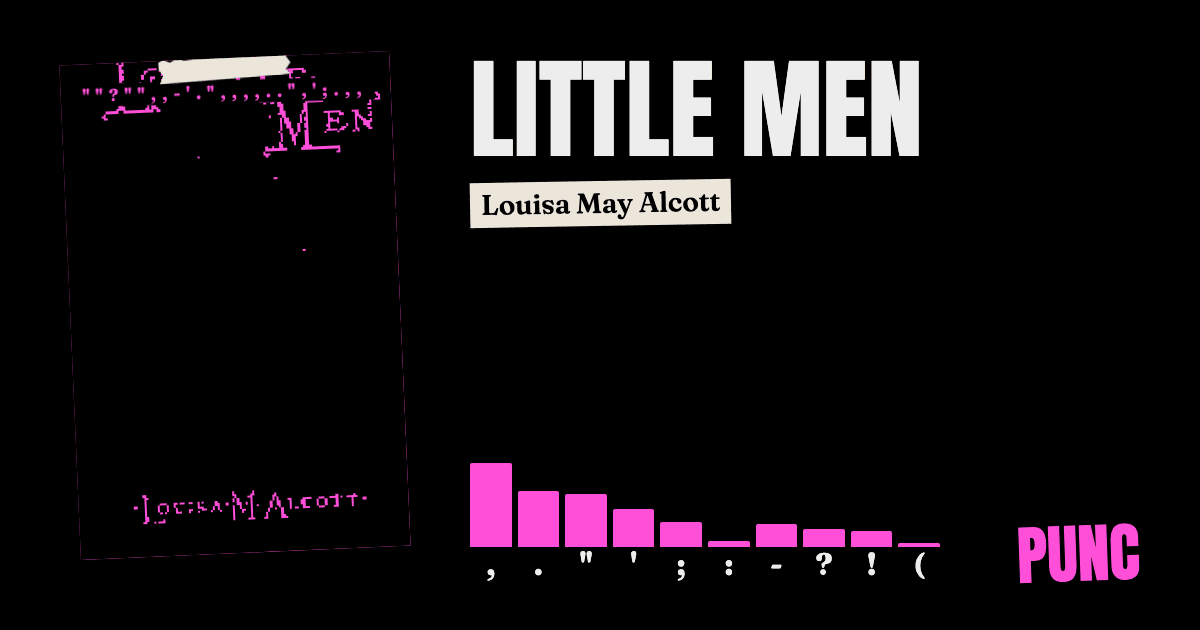 ""?"",,-'.",,,,..",';.,,,
MEN
LOUISA·M·ALCOTT·
LITTLE MEN
Louisa May Alcott
, . " ' ; : - ? ! (
PUNC